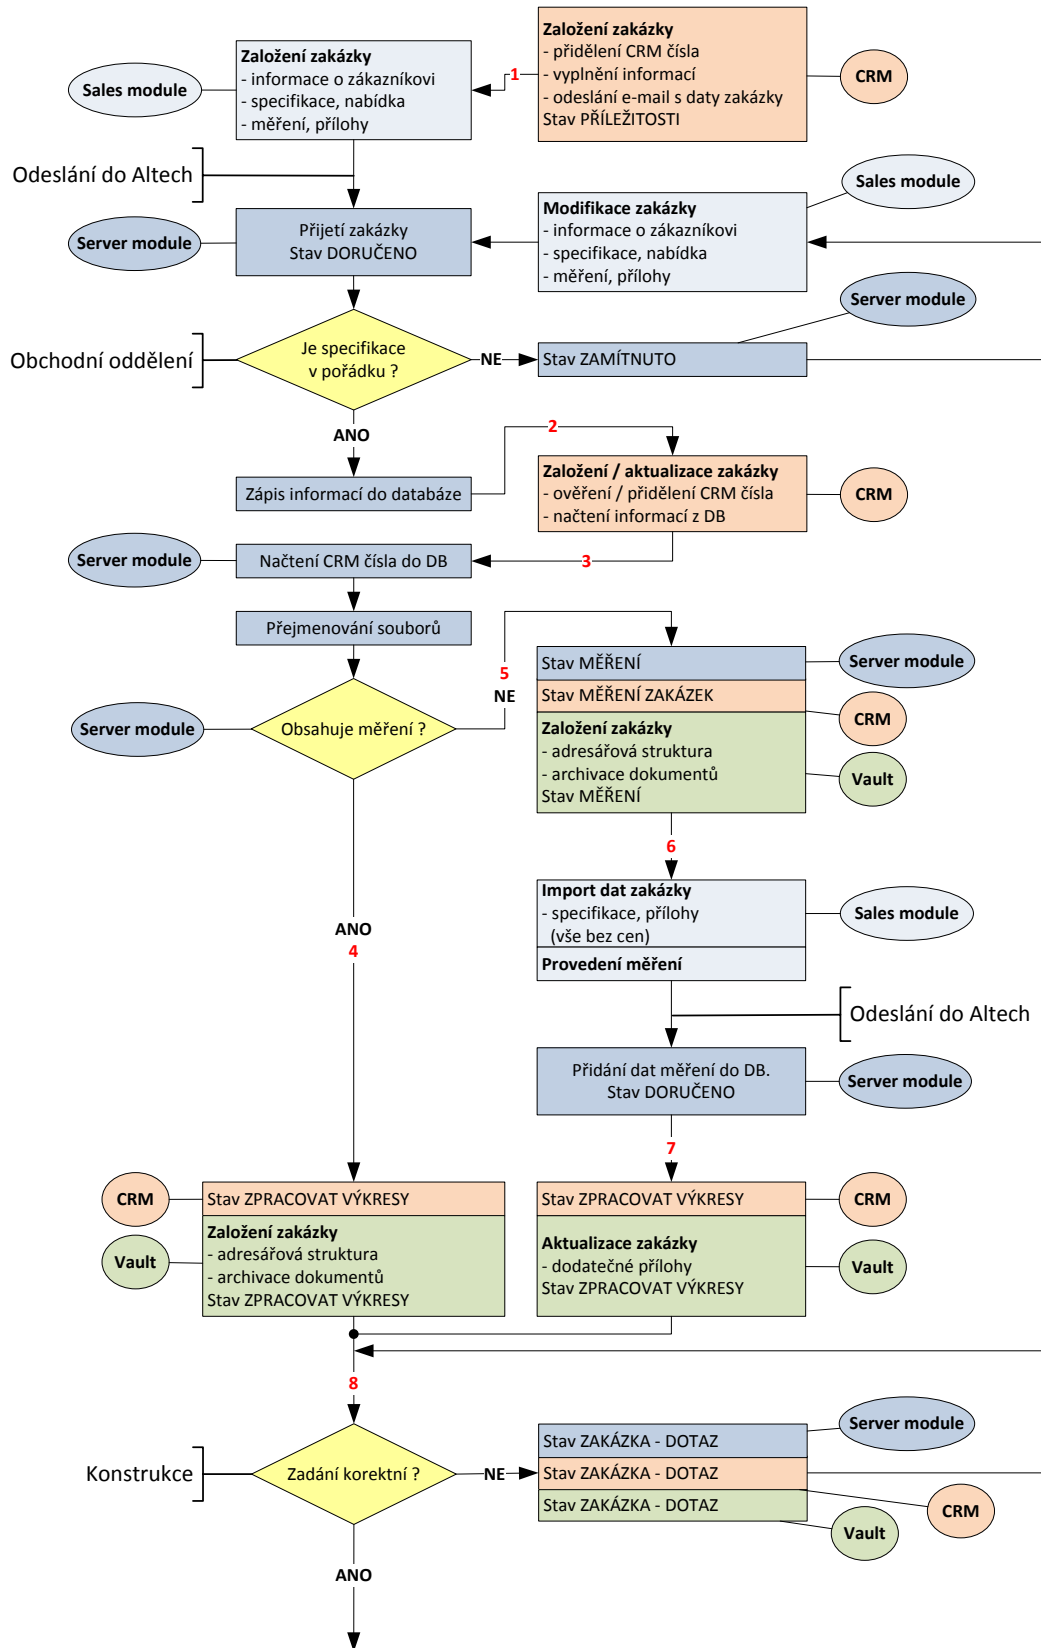 Založení zakázky
- přidělení CRM čísla
- vyplnění informací
- odeslání e-mail s daty zakázky
Stav PŘÍLEŽITOSTI
CRM
1
Založení zakázky
- informace o zákazníkovi
- specifikace, nabídka
- měření, přílohy
Sales module
Odeslání do Altech
Sales module
Modifikace zakázky
- informace o zákazníkovi
- specifikace, nabídka
- měření, přílohy
Přijetí zakázky
Stav DORUČENO
Server module
Server module
Obchodní oddělení
Je specifikace
v pořádku ?
NE
Stav ZAMÍTNUTO
ANO
2
Zápis informací do databáze
Založení / aktualizace zakázky
- ověření / přidělení CRM čísla
- načtení informací z DB
CRM
3
Server module
Načtení CRM čísla do DB
Přejmenování souborů
5
NE
Stav MĚŘENÍ
Server module
Stav MĚŘENÍ ZAKÁZEK
CRM
Založení zakázky
- adresářová struktura
- archivace dokumentů
Stav MĚŘENÍ
Vault
Server module
Obsahuje měření ?
6
Import dat zakázky
- specifikace, přílohy
(vše bez cen)
Provedení měření
Sales module
ANO
4
Odeslání do Altech
Přidání dat měření do DB.
Stav DORUČENO
Server module
7
CRM
Stav ZPRACOVAT VÝKRESY
Vault
Založení zakázky
- adresářová struktura
- archivace dokumentů
Stav ZPRACOVAT VÝKRESY
Stav ZPRACOVAT VÝKRESY
CRM
Aktualizace zakázky
- dodatečné přílohy
Stav ZPRACOVAT VÝKRESY
Vault
8
Konstrukce
Zadání korektní ?
NE
Stav ZAKÁZKA - DOTAZ
Stav ZAKÁZKA - DOTAZ
Stav ZAKÁZKA - DOTAZ
Server module
CRM
Vault
ANO